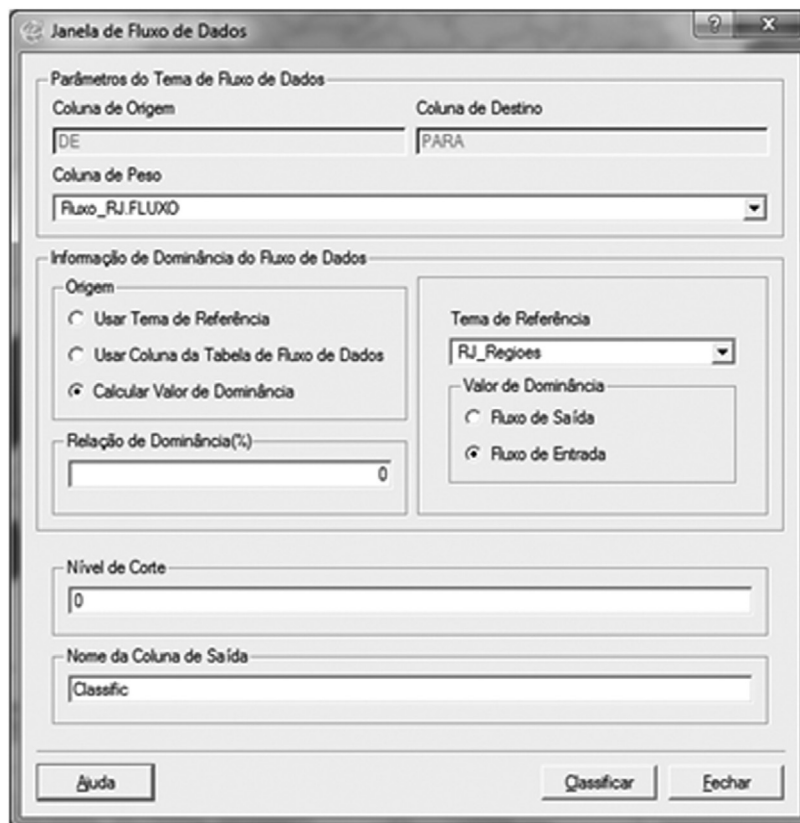 Janela de Fluxo de Dados
Parâmetros do Tema de Fluxo de Dados
Coluna de Origem
Coluna de Destino
DE
PARA
Coluna de Peso
Fluxo_RJ.FLUXO
Informação de Dominância do Fluxo de Dados
Origem
Usar Tema de Referência
Usar Coluna da Tabela de Fluxo de Dados
Calcular Valor de Dominância
Relação de Dominância(%)
0
Tema de Referência
RJ_Regioes
Valor de Dominância
Fluxo de Saída
Fluxo de Entrada
Nível de Corte
0
Nome da Coluna de Saída
Classific
Ajuda
Classificar
Fechar